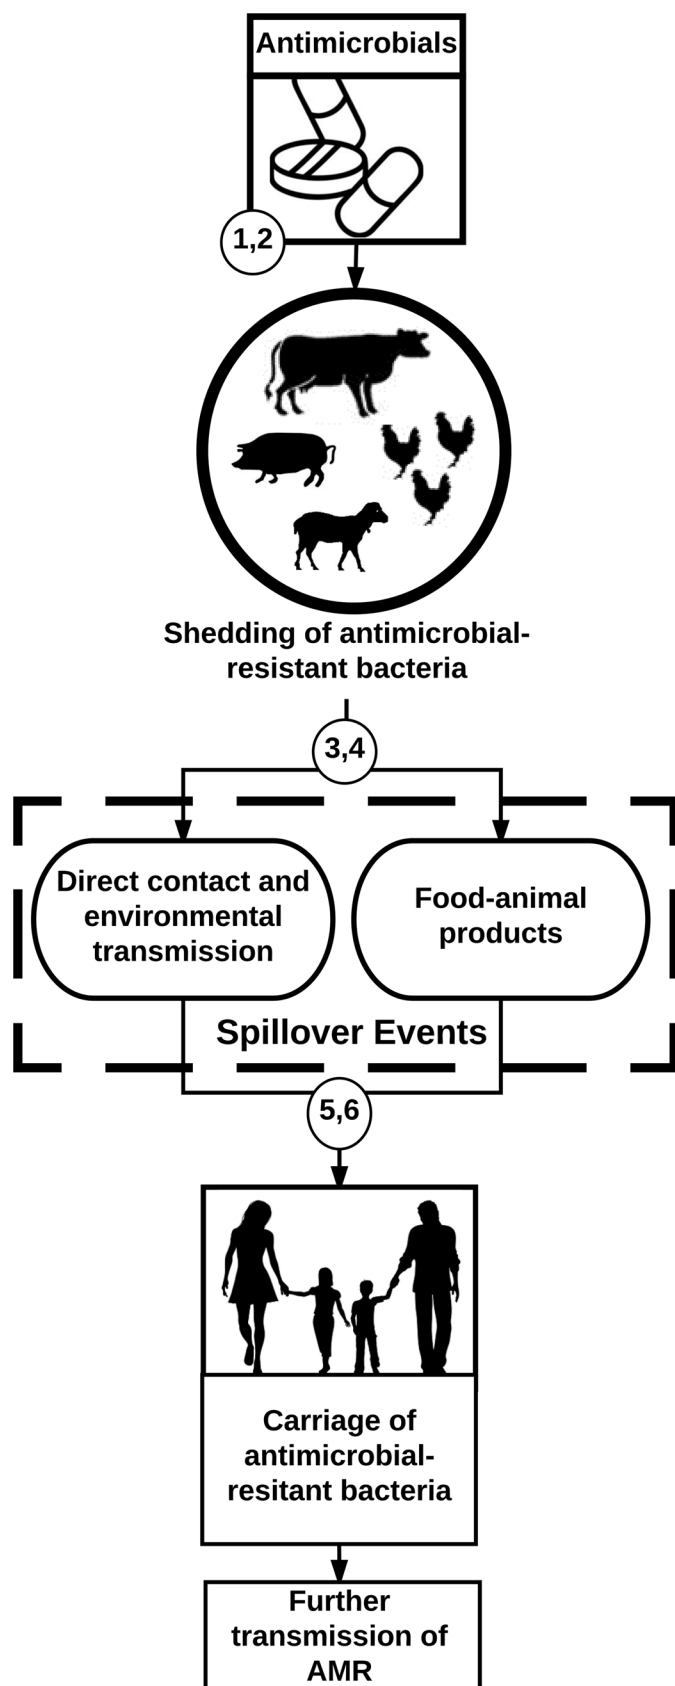 Antimicrobials
1,2
Shedding of antimicrobial-
resistant bacteria
3,4
Direct contact and
environmental
transmission
Food-animal
products
Spillover Events
5,6
Carriage of
antimicrobial-
resitant bacteria
Further
transmission of
AMR